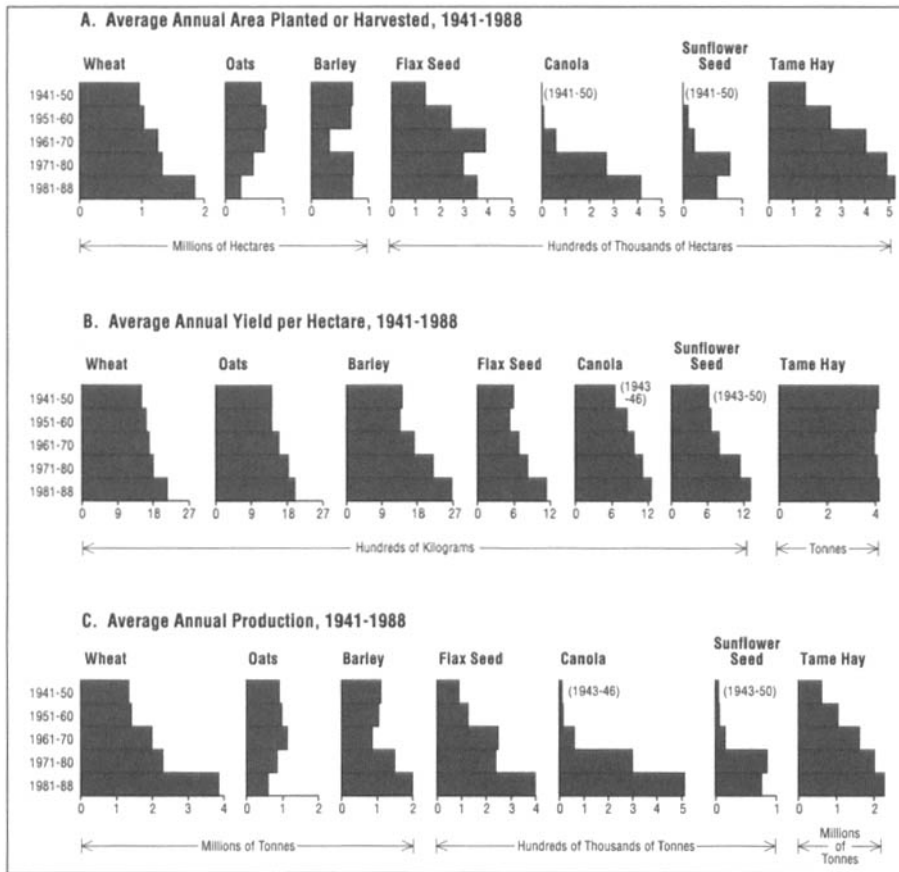 A. Average Annual Area Planted or Harvested, 1941-1988
Wheat Oats Barley Flax Seed Canola Sunflower Seed Tame Hay
1941-50 (1941-50) (1941-50)
1951-60
1961-70
1971-80
1981-88
0 1 2 0 1 0 1 0 1 2 3 4 5 0 1 2 3 4 5 0 1 0 1 2 3 4 5
Millions of Hectares Hundreds of Thousands of Hectares
B. Average Annual Yield per Hectare, 1941-1988
Wheat Oats Barley Flax Seed Canola Sunflower Seed Tame Hay
1941-50 (1943-46) (1943-50)
1951-60
1961-70
1971-80
1981-88
0 9 18 27 0 9 18 27 0 9 18 27 0 6 12 0 6 12 0 6 12 0 2 4
Hundreds of Kilograms Tonnes
C. Average Annual Production, 1941-1988
Wheat Oats Barley Flax Seed Canola Sunflower Seed Tame Hay
1941-50 (1943-46) (1943-50)
1951-60
1961-70
1971-80
1981-88
0 1 2 3 4 0 1 2 0 1 2 0 1 2 3 4 0 1 2 3 4 5 0 1 0 1 2
Millions of Tonnes Hundreds of Thousands of Tonnes Millions of Tonnes